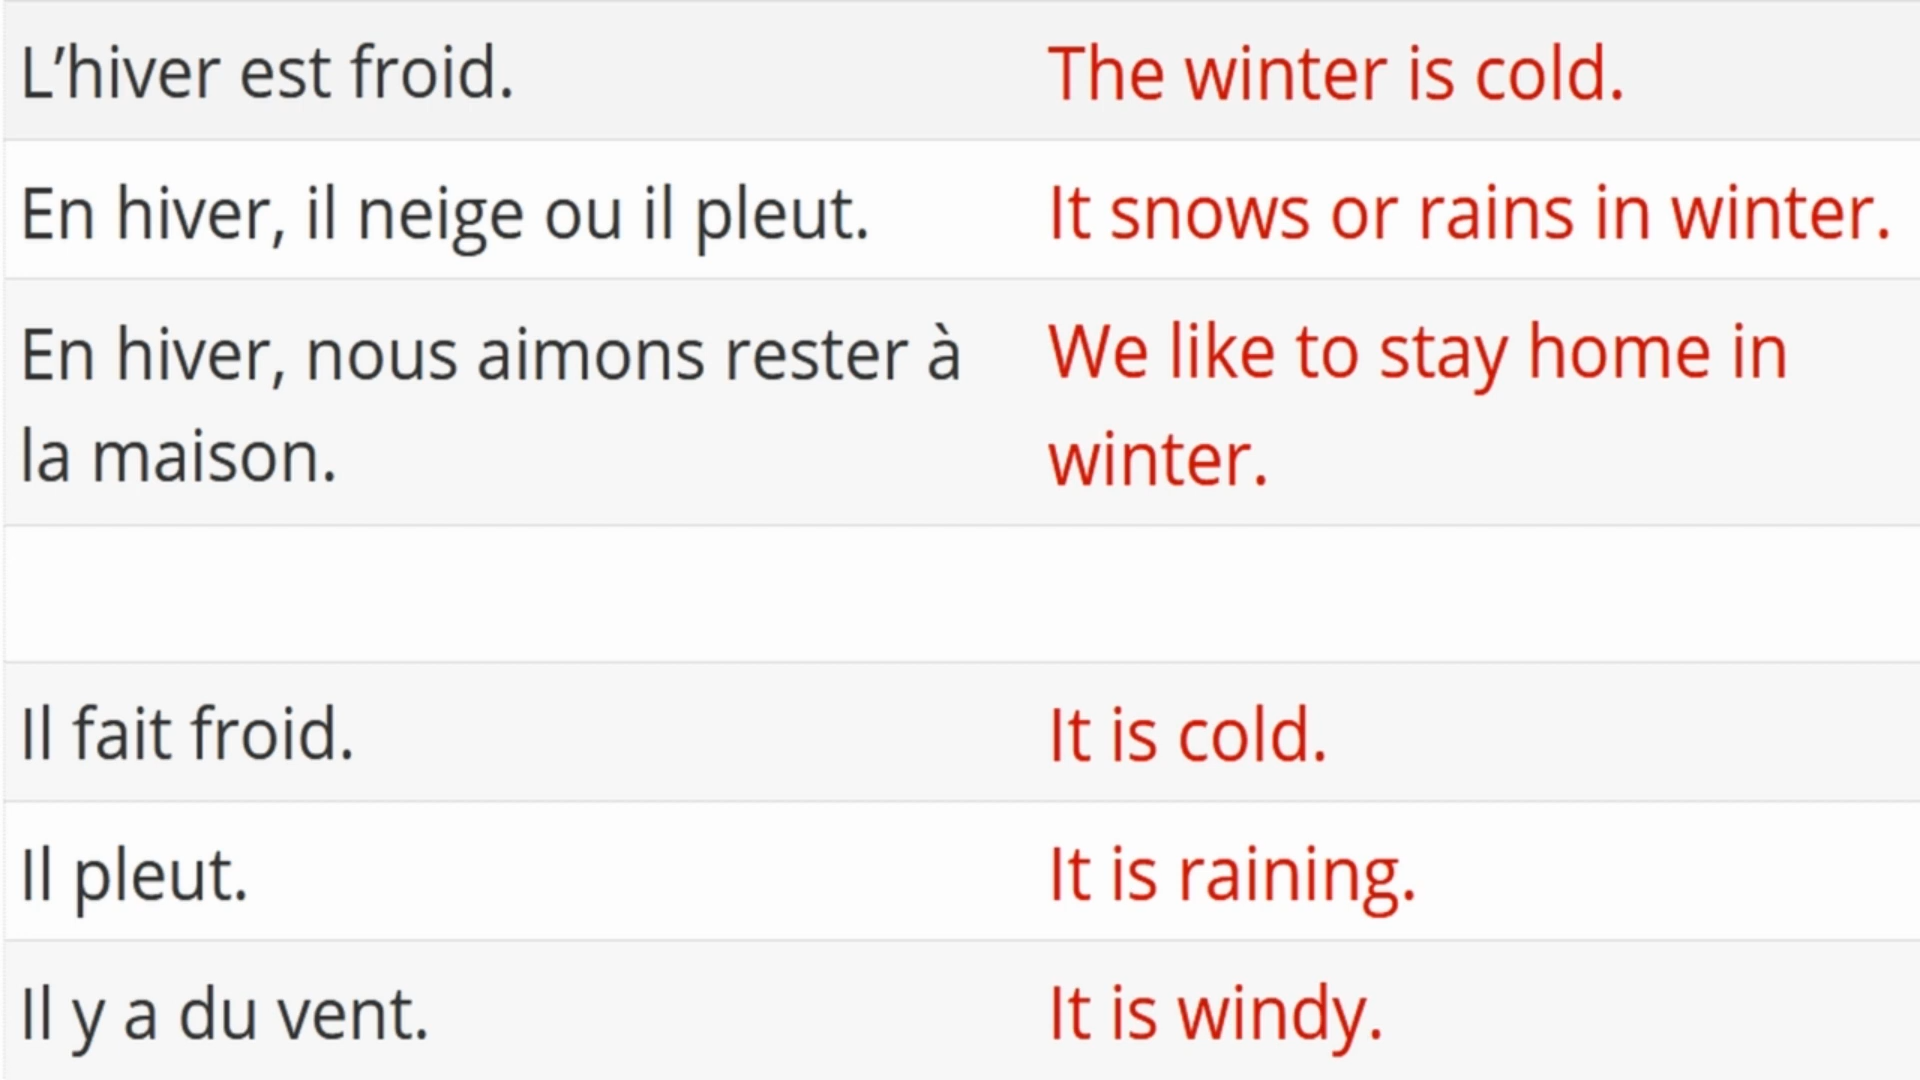 L’hiver est froid. The winter is cold.
En hiver, il neige ou il pleut. It snows or rains in winter.
En hiver, nous aimons rester à
la maison.
We like to stay home in
winter.
Il fait froid. It is cold.
Il pleut. It is raining.
Il y a du vent. It is windy.